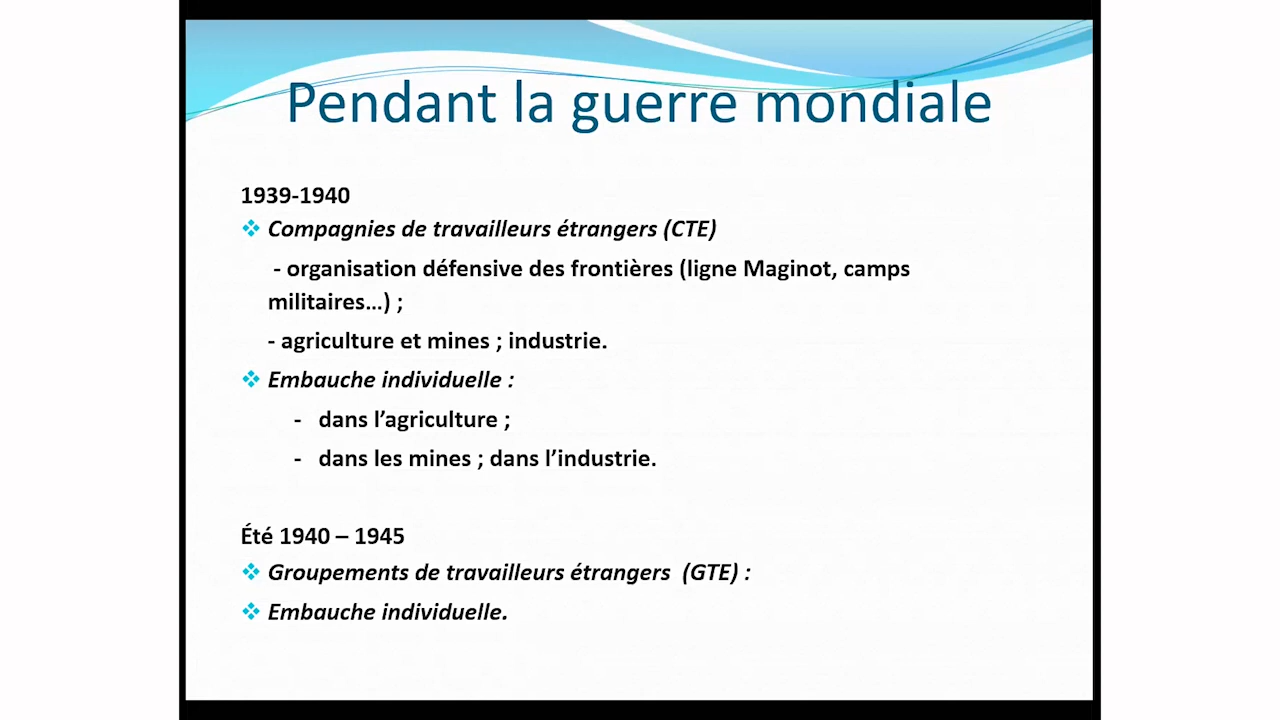 Pendant la guerre mondiale
1939-1940
❖ Compagnies de travailleurs étrangers (CTE)
- organisation défensive des frontières (ligne Maginot, camps
militaires…) ;
- agriculture et mines ; industrie.
❖ Embauche individuelle :
- dans l’agriculture ;
- dans les mines ; dans l’industrie.
Été 1940 – 1945
❖ Groupements de travailleurs étrangers (GTE) :
❖ Embauche individuelle.